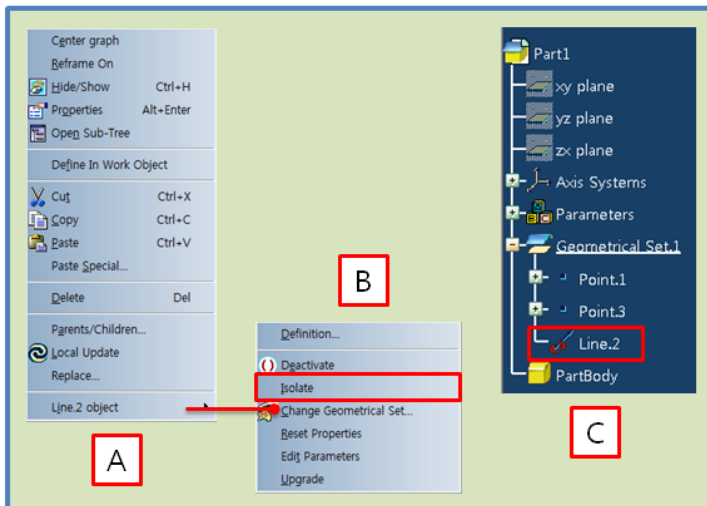 Center graph
Reframe On
Hide/Show Ctrl+H
Properties Alt+Enter
Open Sub-Tree
Define In Work Object
Cut Ctrl+X
Copy Ctrl+C
Paste Ctrl+V
Paste Special...
Delete Del
Parents/Children...
Local Update
Replace...
Line.2 object
A
B
Definition...
Deactivate
Isolate
Change Geometrical Set...
Reset Properties
Edit Parameters
Upgrade
Part1
xy plane
yz plane
zx plane
Axis Systems
Parameters
Geometrical Set.1
Point.1
Point.3
Line.2
PartBody
C